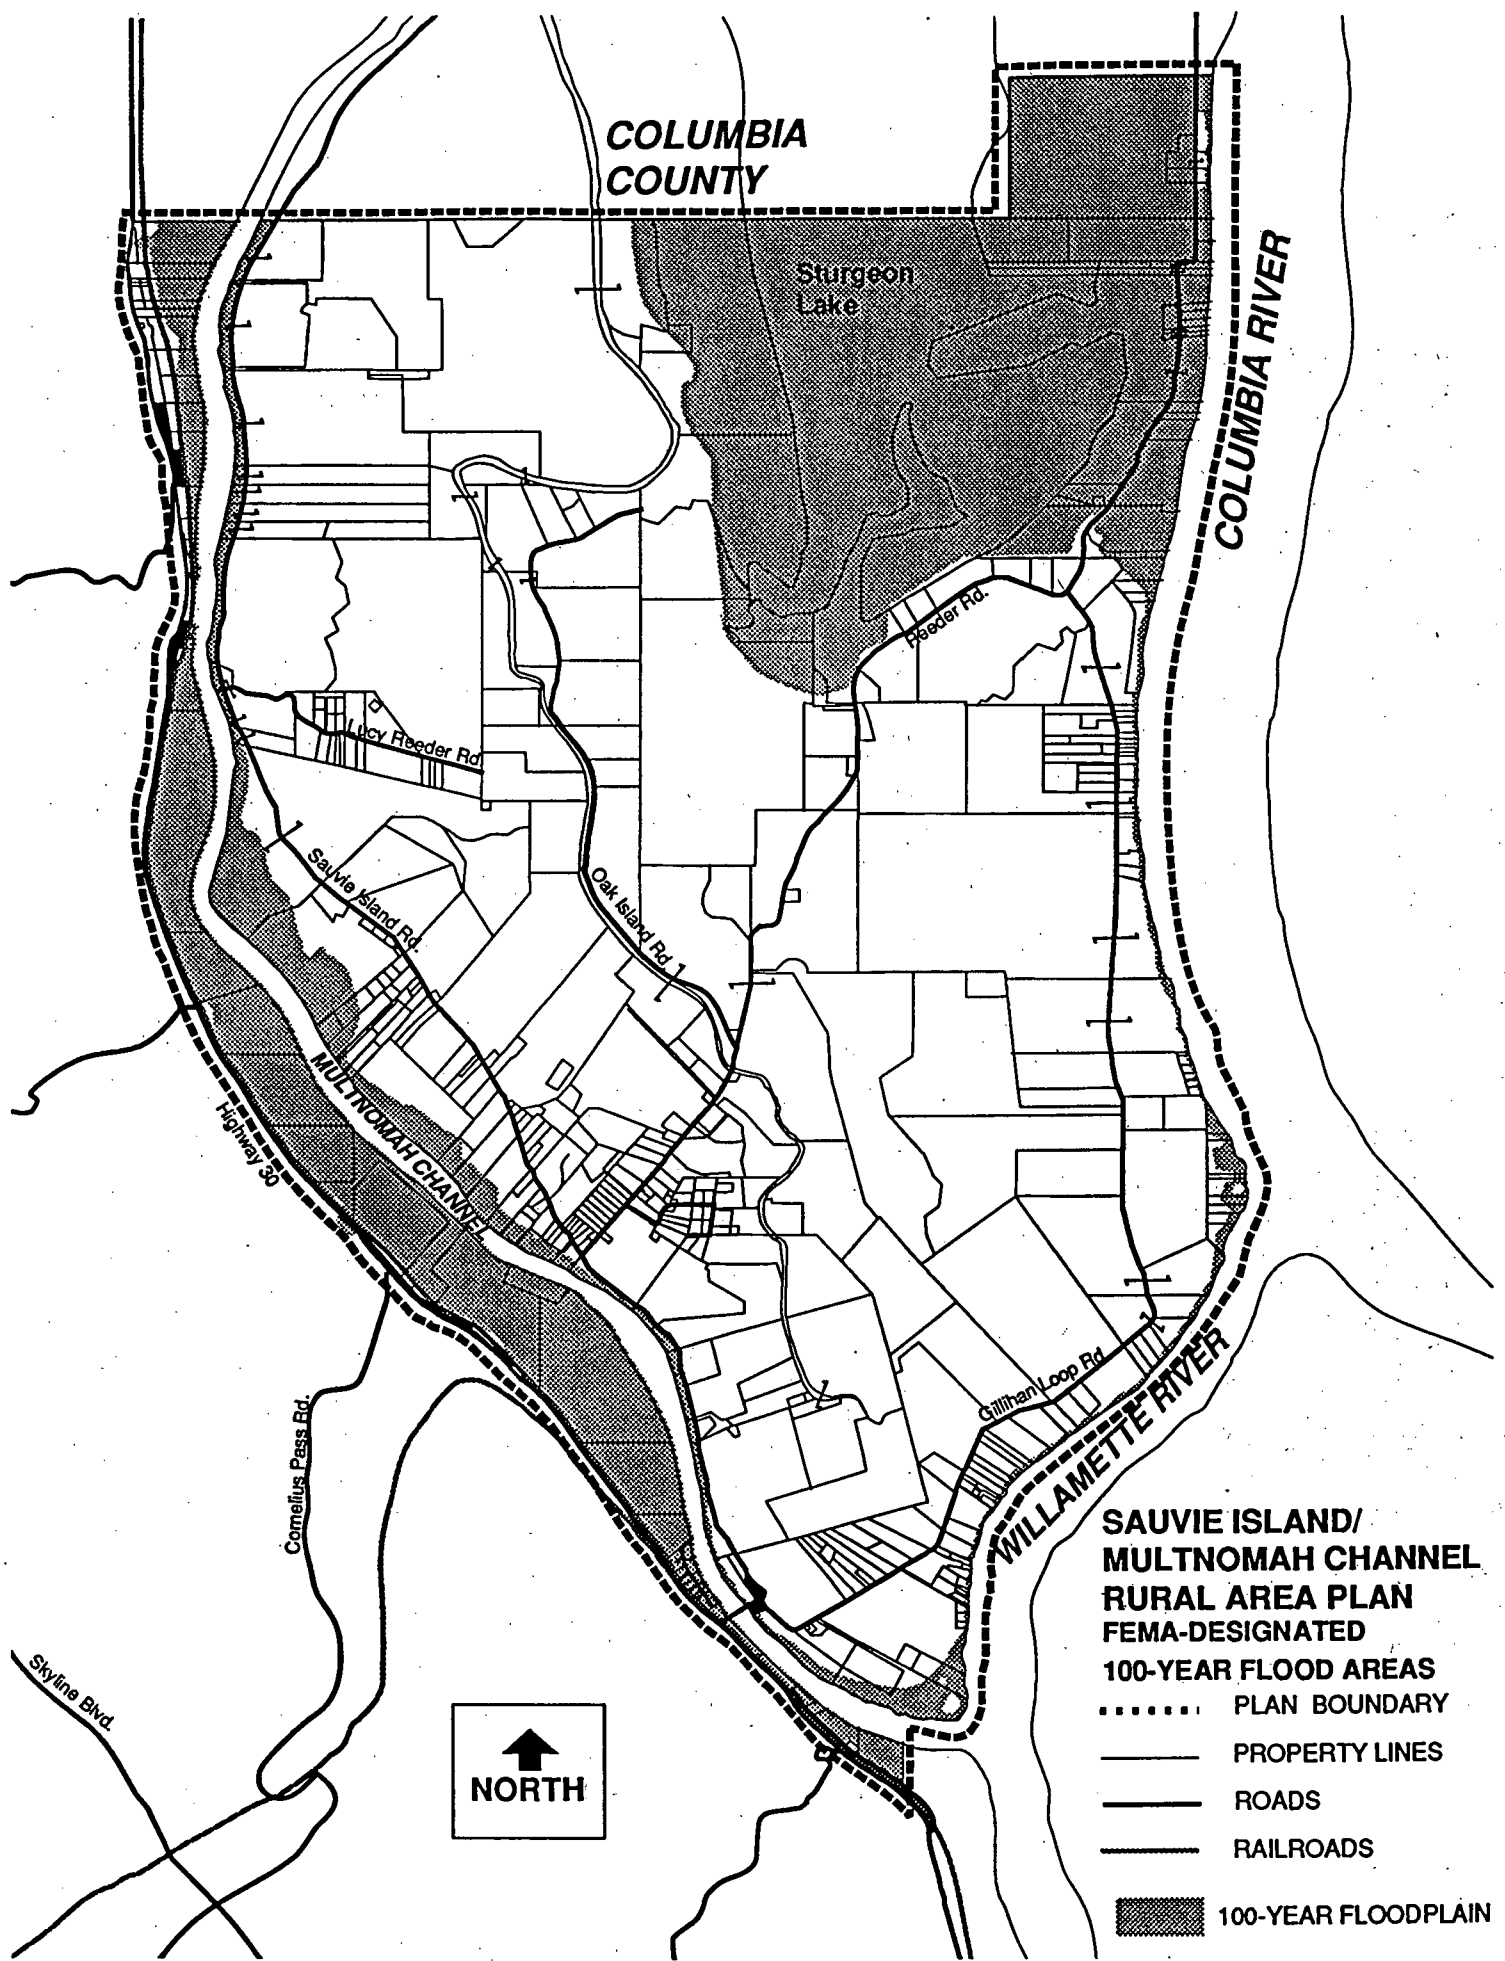 COLUMBIA
COUNTY
Sturgeon
Lake
COLUMBIA RIVER
Reeder Rd.
Lucy Reeder Rd.
Sauvie Island Rd.
Oak Island Rd.
MULTNOMAH CHANNEL
Highway 30
Cornelius Pass Rd.
Gillihan Loop Rd.
WILLAMETTE RIVER
Skyline Blvd.
NORTH
SAUVIE ISLAND/
MULTNOMAH CHANNEL
RURAL AREA PLAN
FEMA-DESIGNATED
100-YEAR FLOOD AREAS
PLAN BOUNDARY
PROPERTY LINES
ROADS
RAILROADS
100-YEAR FLOODPLAIN